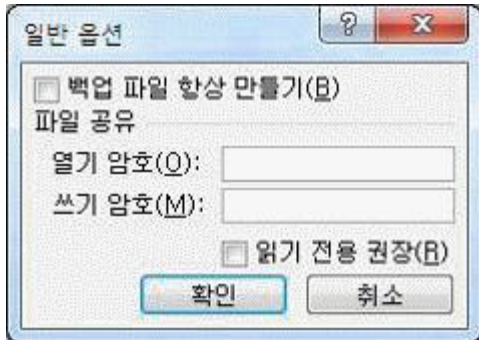 일반 옵션
백업 파일 항상 만들기(B)
파일 공유
열기 암호(O):
쓰기 암호(M):
읽기 전용 권장(R)
확인 취소